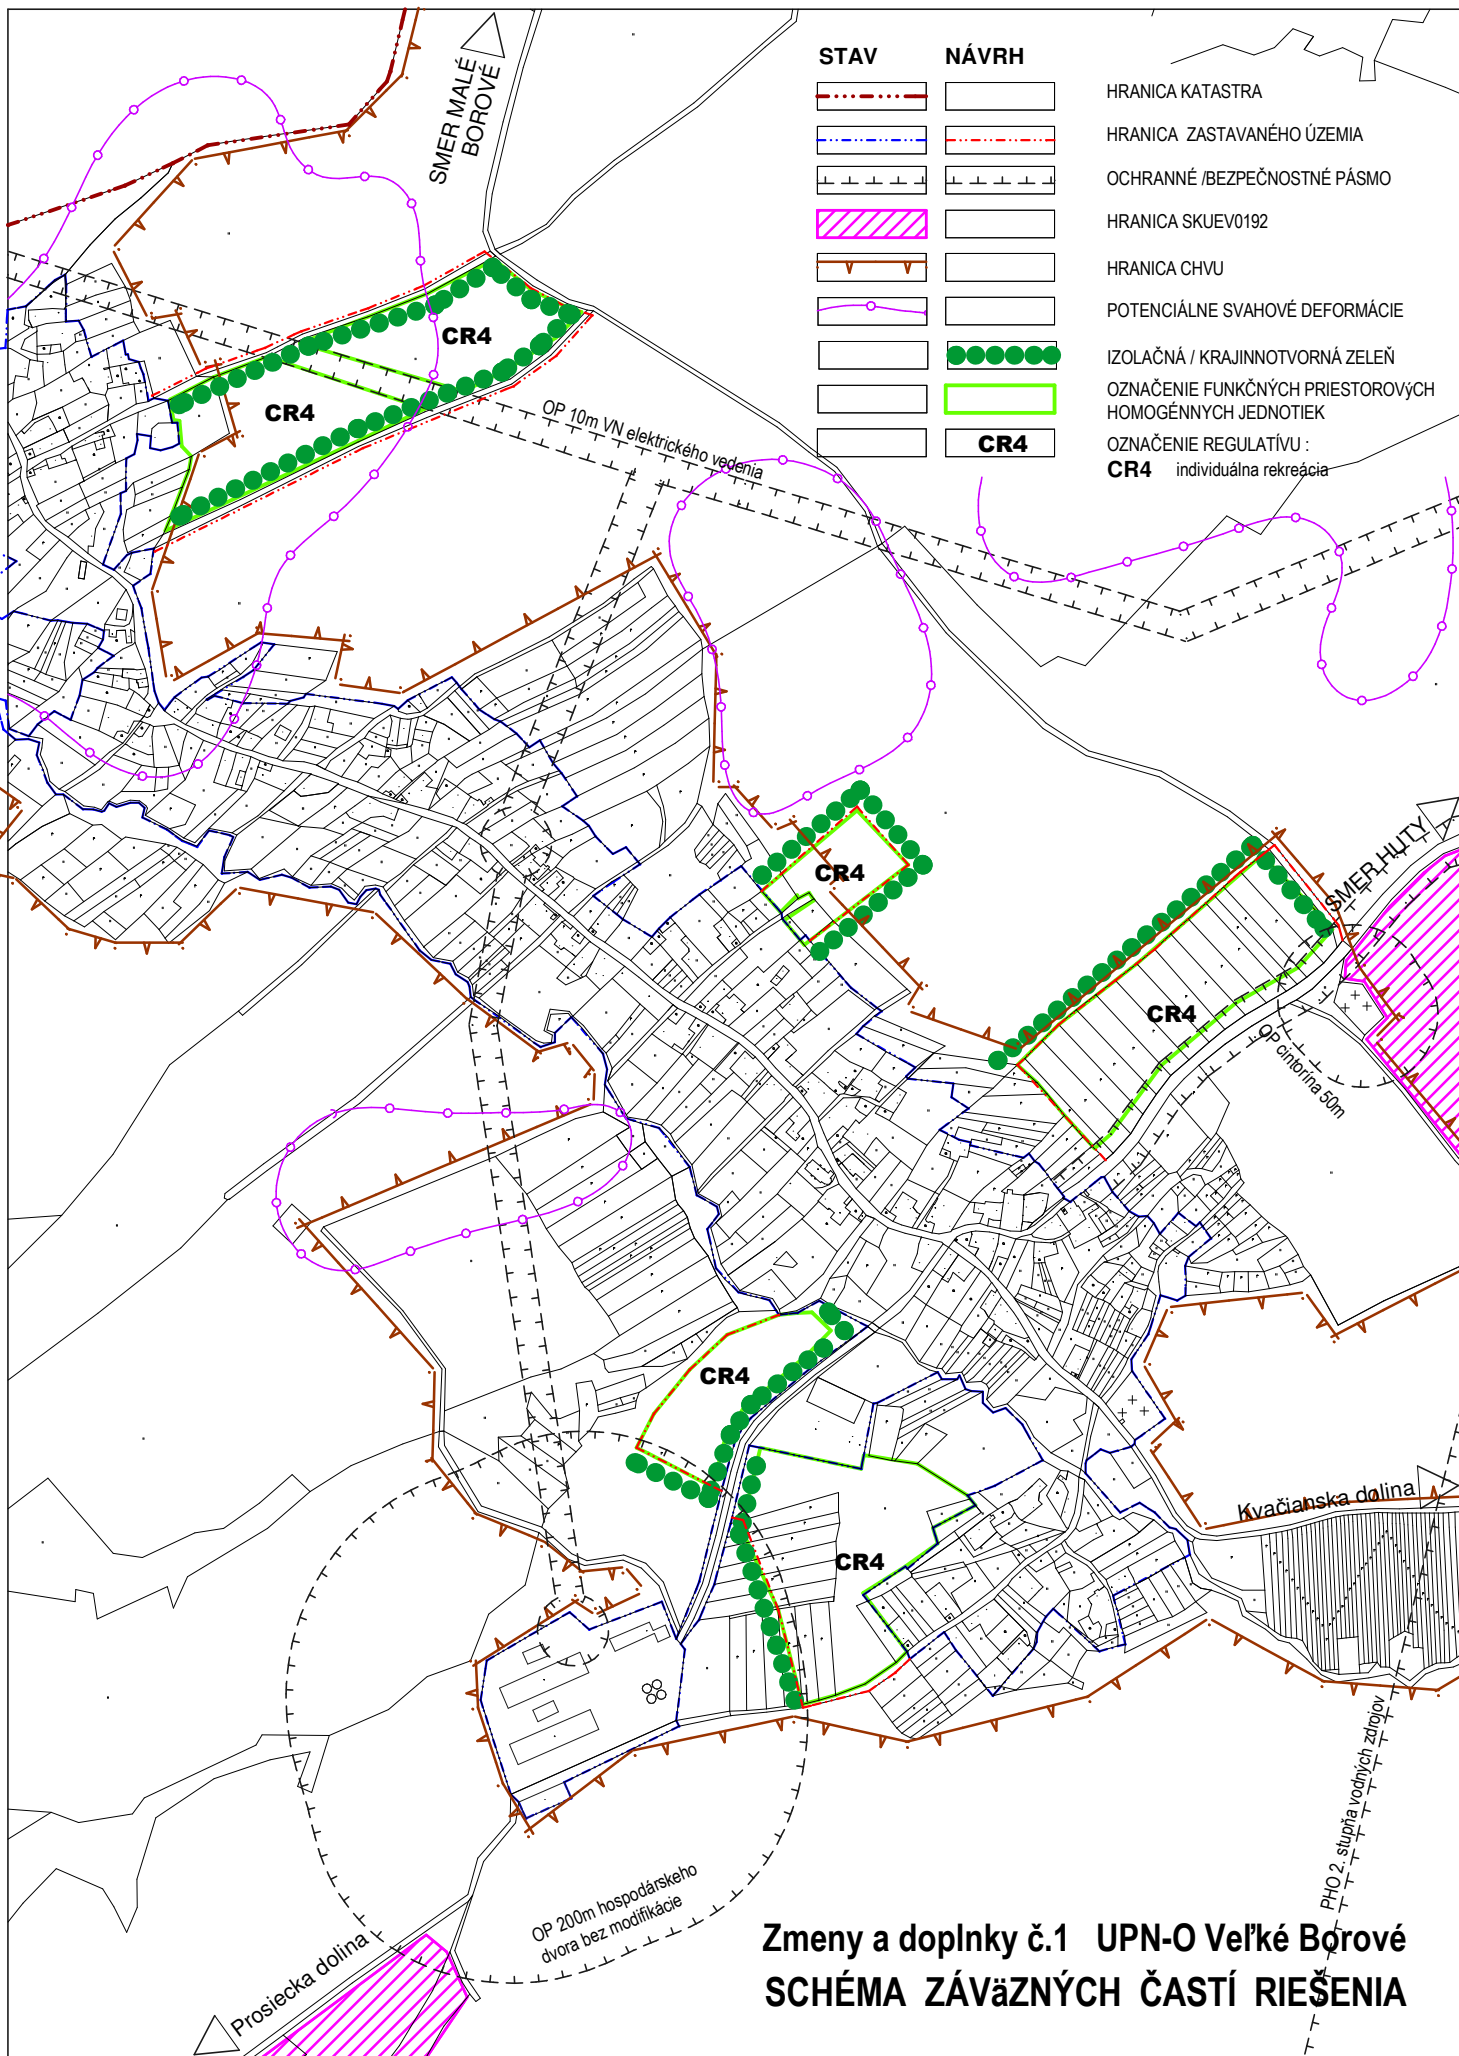 SMER MALÉ
BOROVÉ
STAV NÁVRH
HRANICA KATASTRA
HRANICA ZASTAVANÉHO ÚZEMIA
OCHRANNÉ /BEZPEČNOSTNÉ PÁSMO
HRANICA SKUEV0192
HRANICA CHVU
POTENCIÁLNE SVAHOVÉ DEFORMÁCIE
IZOLAČNÁ / KRAJINNOTVORNÁ ZELEŇ
OZNAČENIE FUNKČNÝCH PRIESTOROVýCH
HOMOGÉNNYCH JEDNOTIEK
CR4
OZNAČENIE REGULATÍVU :
CR4 individuálna rekreácia
CR4
CR4
OP 10m VN elektrického vedenia
CR4
SMER HUTY
CR4
OP cintorína 50m
CR4
Kvačianska dolina
CR4
PHO 2. stupňa vodných zdrojov
OP 200m hospodárskeho
dvora bez modifikácie
Prosiecka dolina
Zmeny a doplnky č.1 UPN-O Veľké Borové
SCHÉMA ZÁVäZNÝCH ČASTÍ RIEŠENIA